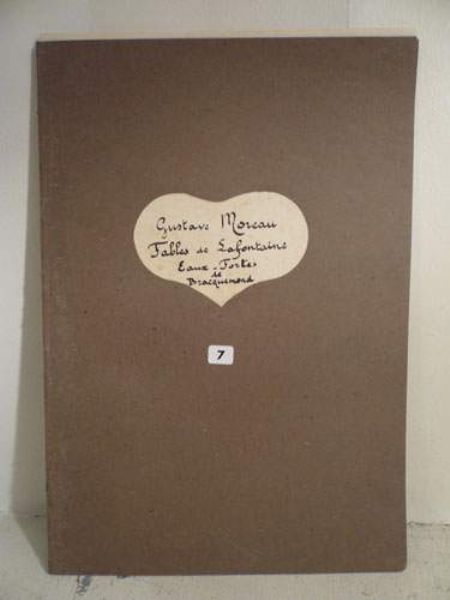 Gustave Moreau
Fables de Lafontaine
Eaux-Fortes
de
Bracquemond
7